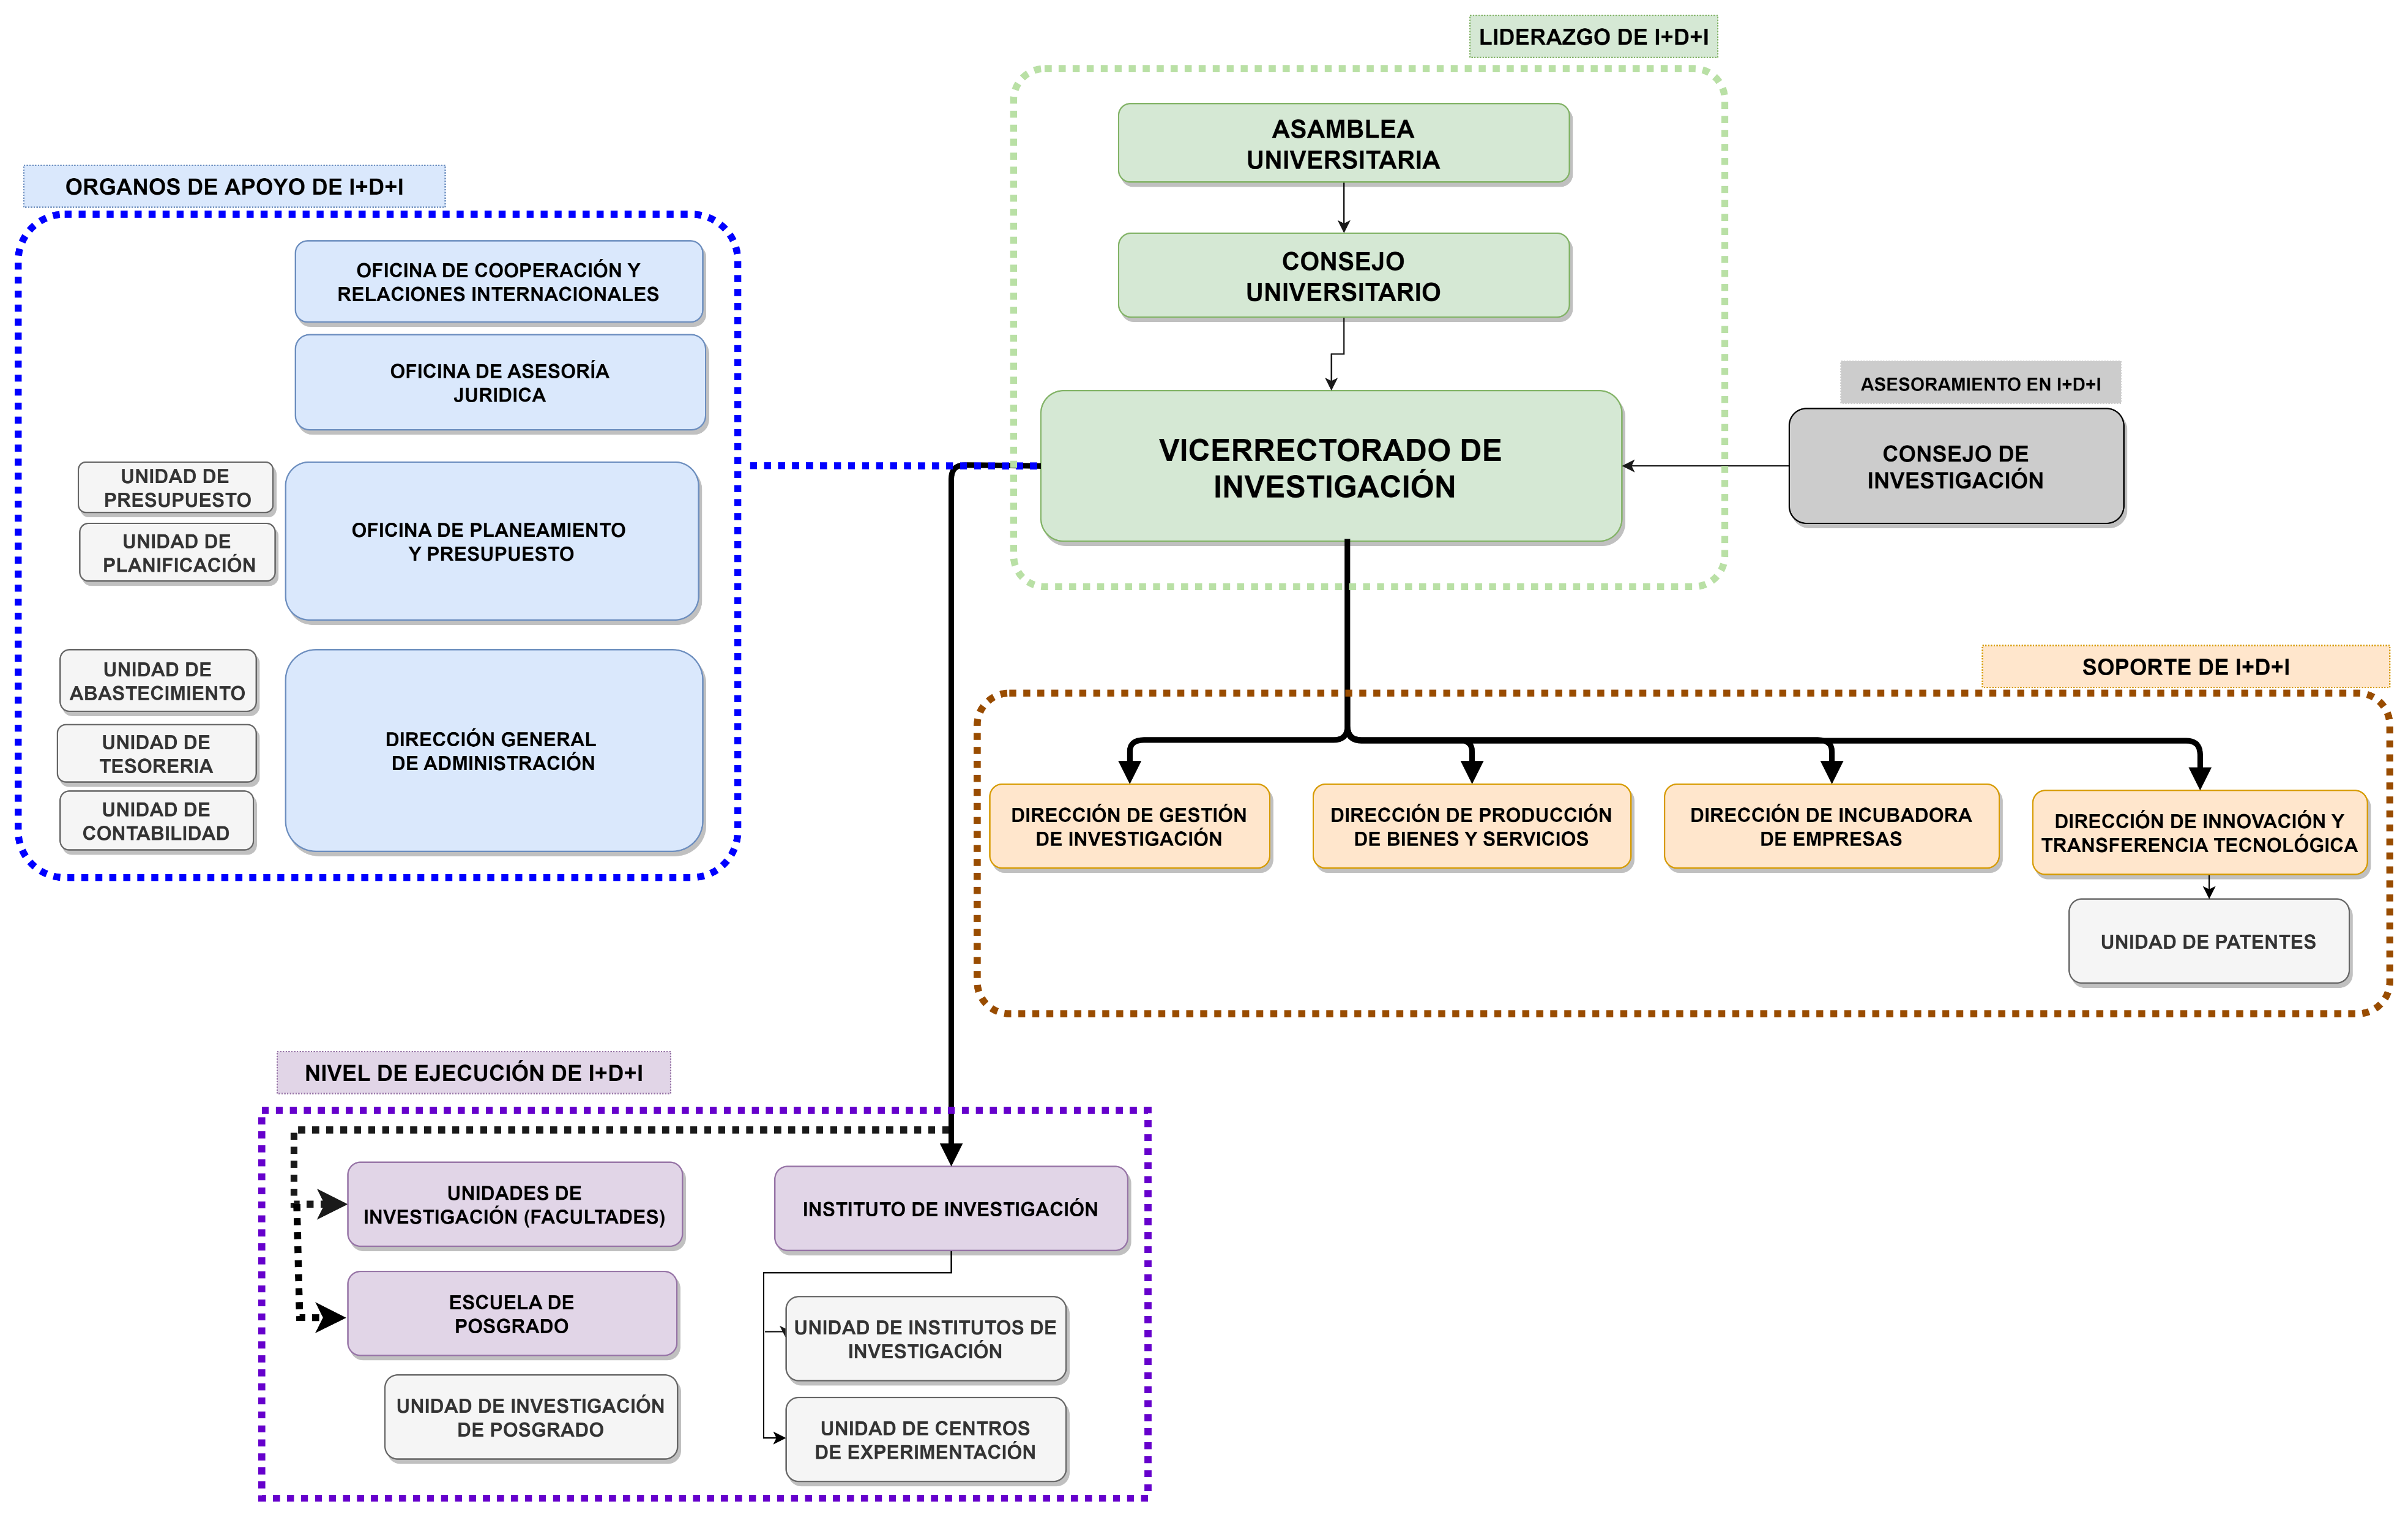 LIDERAZGO DE I+D+I
ASAMBLEA
UNIVERSITARIA
CONSEJO
UNIVERSITARIO
VICERRECTORADO DE
INVESTIGACIÓN
ASESORAMIENTO EN I+D+I
CONSEJO DE
INVESTIGACIÓN
ORGANOS DE APOYO DE I+D+I
OFICINA DE COOPERACIÓN Y
RELACIONES INTERNACIONALES
OFICINA DE ASESORÍA
JURIDICA
UNIDAD DE
PRESUPUESTO
UNIDAD DE
PLANIFICACIÓN
OFICINA DE PLANEAMIENTO
Y PRESUPUESTO
UNIDAD DE
ABASTECIMIENTO
UNIDAD DE
TESORERIA
UNIDAD DE
CONTABILIDAD
DIRECCIÓN GENERAL
DE ADMINISTRACIÓN
SOPORTE DE I+D+I
DIRECCIÓN DE GESTIÓN
DE INVESTIGACIÓN
DIRECCIÓN DE PRODUCCIÓN
DE BIENES Y SERVICIOS
DIRECCIÓN DE INCUBADORA
DE EMPRESAS
DIRECCIÓN DE INNOVACIÓN Y
TRANSFERENCIA TECNOLÓGICA
UNIDAD DE PATENTES
NIVEL DE EJECUCIÓN DE I+D+I
UNIDADES DE
INVESTIGACIÓN (FACULTADES)
ESCUELA DE
POSGRADO
UNIDAD DE INVESTIGACIÓN
DE POSGRADO
INSTITUTO DE INVESTIGACIÓN
UNIDAD DE INSTITUTOS DE
INVESTIGACIÓN
UNIDAD DE CENTROS
DE EXPERIMENTACIÓN